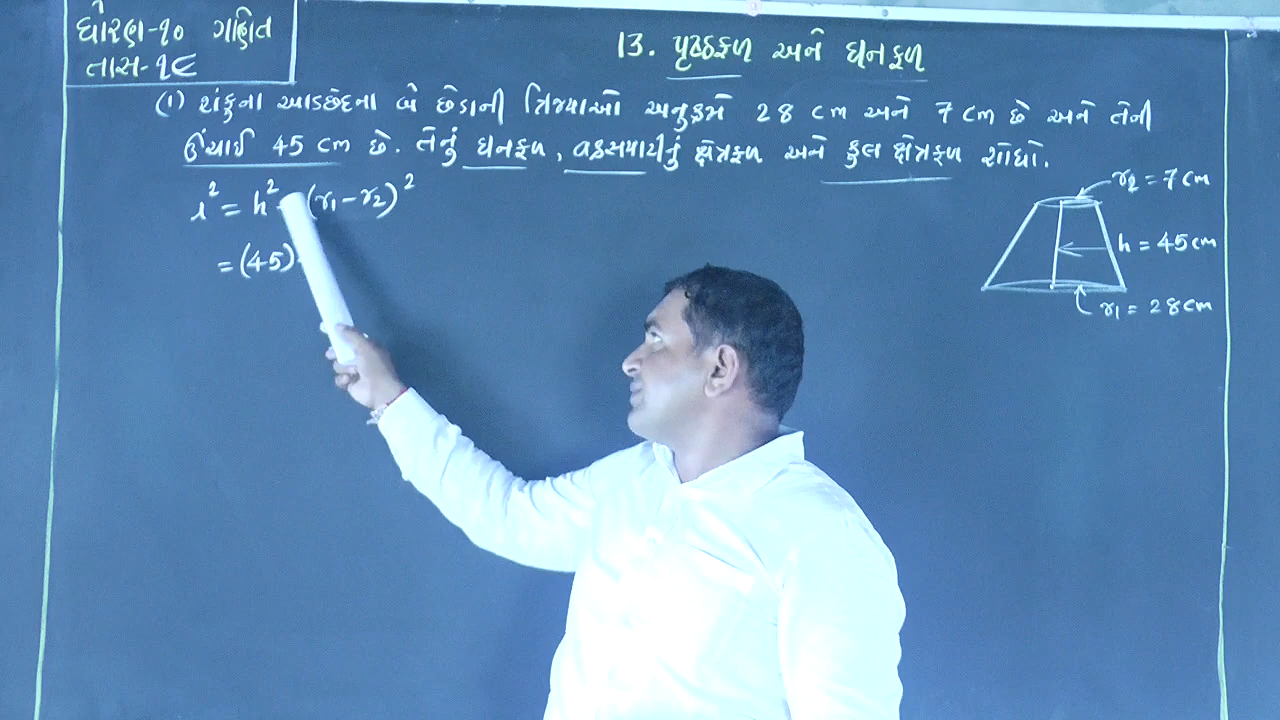 ધોરણ-૧૦ ગણિત
તાસ-૧૯
13. પૃષ્ઠફળ અને ઘનફળ
(1) શંકુના આડછેદના બે છેડાની ત્રિજ્યાઓ અનુક્રમે 28 cm અને 7 cm છે અને તેની
ઊંચાઈ 45 cm છે. તેનું ઘનફળ, વક્રસપાટીનું ક્ષેત્રફળ અને કુલ ક્ષેત્રફળ શોધો.
r2 = 7 cm
l² = h² (r1 - r2)²
h = 45 cm
= (45)
r1 = 28 cm